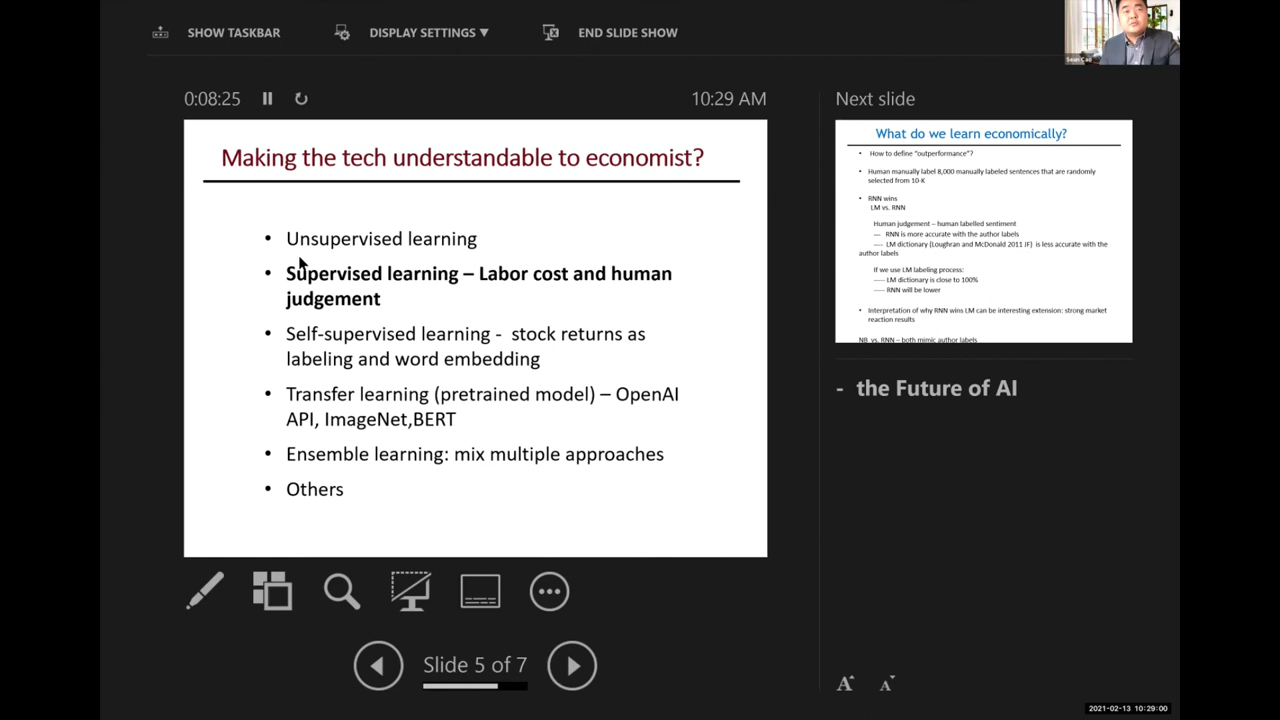 SHOW TASKBAR
DISPLAY SETTINGS ▼
END SLIDE SHOW
Sean Cao
0:08:25
10:29 AM
Making the tech understandable to economist?
• Unsupervised learning
• Supervised learning – Labor cost and human
judgement
• Self-supervised learning - stock returns as
labeling and word embedding
• Transfer learning (pretrained model) – OpenAI
API, ImageNet,BERT
• Ensemble learning: mix multiple approaches
• Others
Slide 5 of 7
Next slide
What do we learn economically?
• How to define "outperformance"?
• Human manually label 8,000 manually labeled sentences that are randomly
selected from 10-K
• RNN wins
LM vs. RNN
Human judgement – human labelled sentiment
— RNN is more accurate with the author labels
---- LM dictionary (Loughran and McDonald 2011 JF) is less accurate with the
author labels
If we use LM labeling process:
----- LM dictionary is close to 100%
----- RNN will be lower
• Interpretation of why RNN wins LM can be interesting extension: strong market
reaction results
NB vs. RNN – both mimic author labels
- the Future of AI
A A
2021-02-13 10:29:00